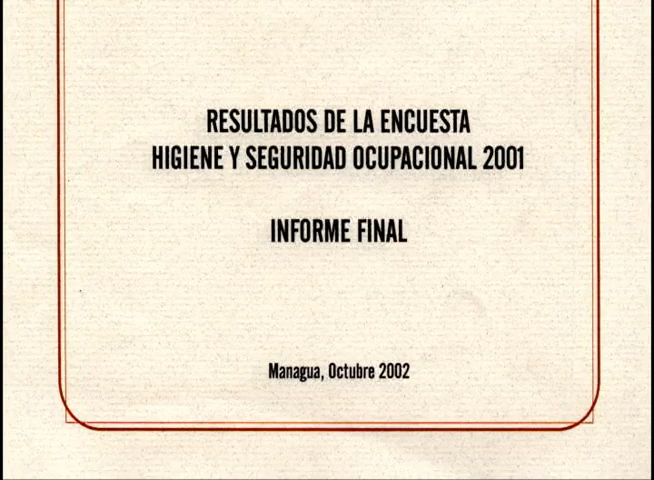 RESULTADOS DE LA ENCUESTA
HIGIENE Y SEGURIDAD OCUPACIONAL 2001
INFORME FINAL
Managua, Octubre 2002